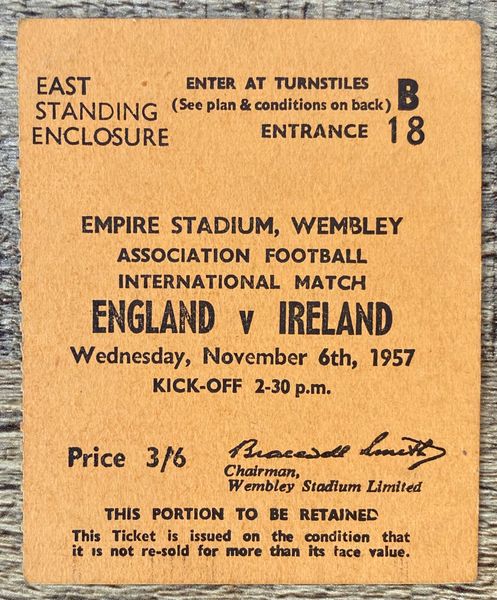 EAST
STANDING
ENCLOSURE
ENTER AT TURNSTILES
(See plan & conditions on back) B
ENTRANCE 18
EMPIRE STADIUM, WEMBLEY
ASSOCIATION FOOTBALL
INTERNATIONAL MATCH
ENGLAND v IRELAND
Wednesday, November 6th, 1957
KICK-OFF 2-30 p.m.
Price 3/6
Bracewell Smith
Chairman,
Wembley Stadium Limited
THIS PORTION TO BE RETAINED
This Ticket is issued on the condition that
it is not re-sold for more than its face value.